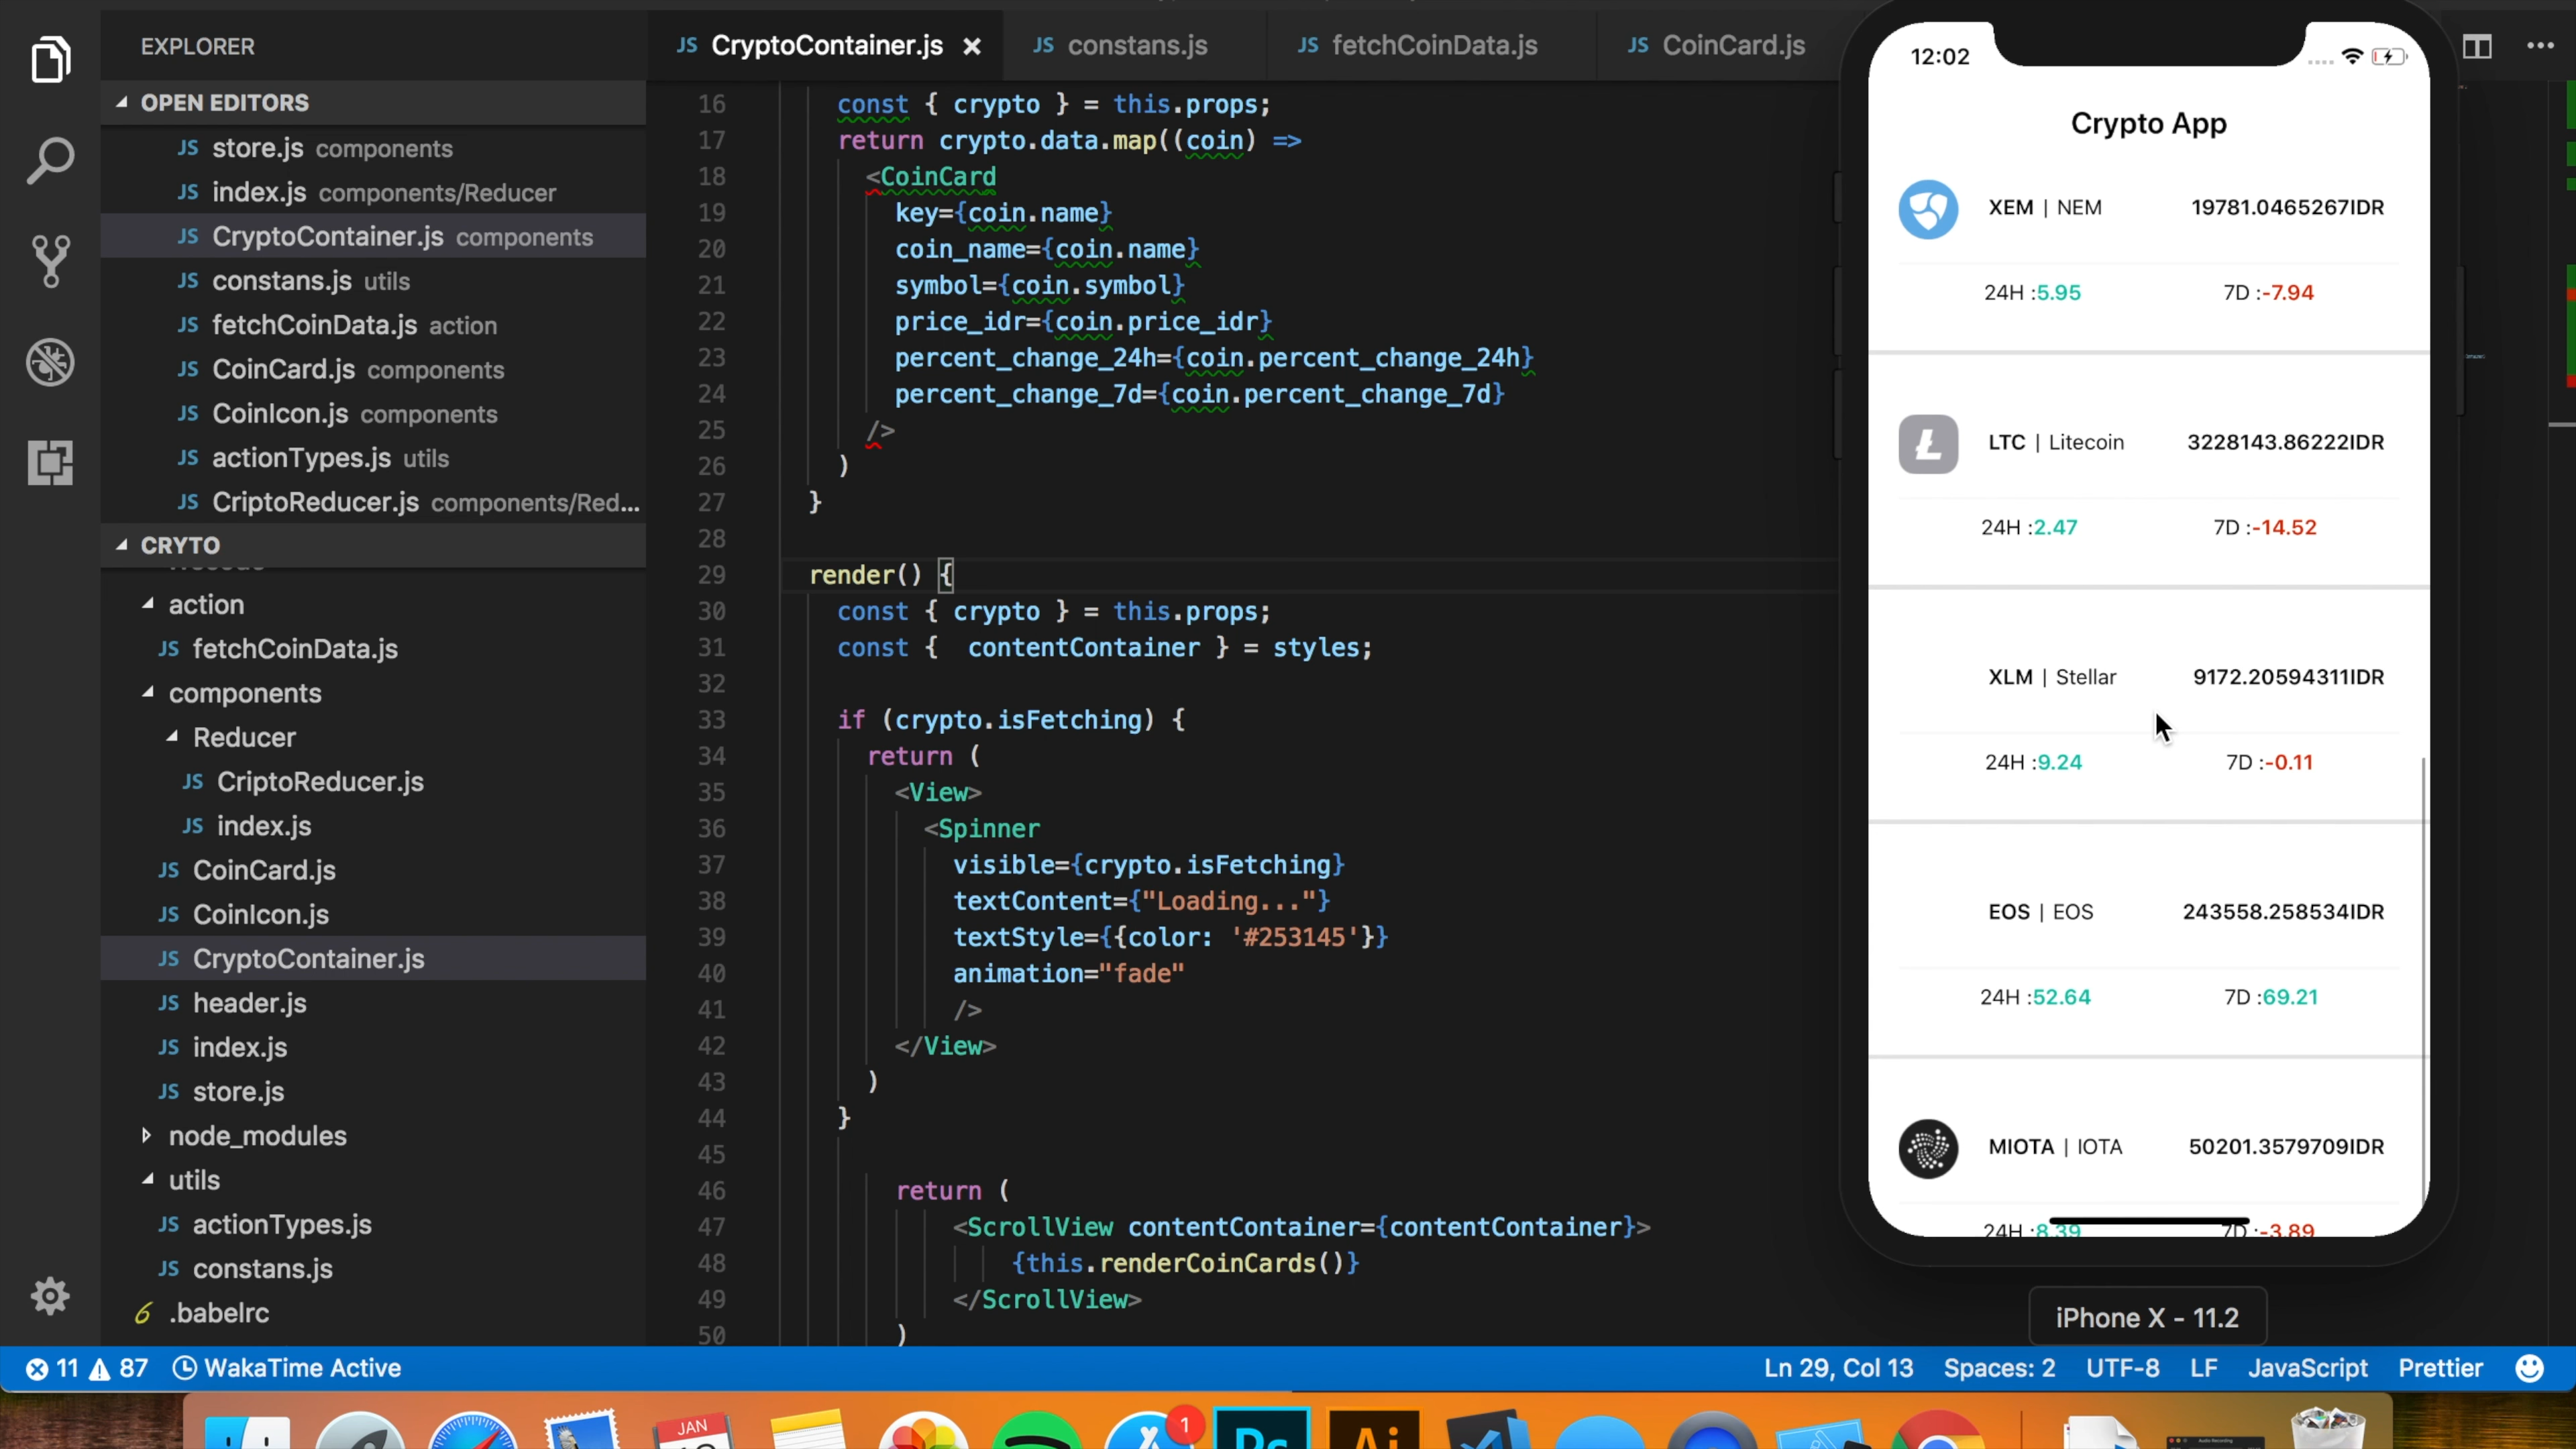 EXPLORER
OPEN EDITORS
JS store.js components
JS index.js components/Reducer
JS CryptoContainer.js components
JS constans.js utils
JS fetchCoinData.js action
JS CoinCard.js components
JS CoinIcon.js components
JS actionTypes.js utils
JS CriptoReducer.js components/Red...
CRYTO
action
JS fetchCoinData.js
components
Reducer
JS CriptoReducer.js
JS index.js
JS CoinCard.js
JS CoinIcon.js
JS CryptoContainer.js
JS header.js
JS index.js
JS store.js
node_modules
utils
JS actionTypes.js
JS constans.js
6 .babelrc
JS CryptoContainer.js × JS constans.js JS fetchCoinData.js JS CoinCard.js
16 const { crypto } = this.props;
17 return crypto.data.map((coin) =>
18 <CoinCard
19 key={coin.name}
20 coin_name={coin.name}
21 symbol={coin.symbol}
22 price_idr={coin.price_idr}
23 percent_change_24h={coin.percent_change_24h}
24 percent_change_7d={coin.percent_change_7d}
25 />
26 )
27 }
28
29 render() {
30 const { crypto } = this.props;
31 const {  contentContainer } = styles;
32
33 if (crypto.isFetching) {
34 return (
35 <View>
36 <Spinner
37 visible={crypto.isFetching}
38 textContent={"Loading..."}
39 textStyle={{color: '#253145'}}
40 animation="fade"
41 />
42 </View>
43 )
44 }
45
46 return (
47 <ScrollView contentContainer={contentContainer}>
48 {this.renderCoinCards()}
49 </ScrollView>
50 )
12:02
Crypto App
XEM | NEM 19781.0465267IDR
24H :5.95 7D :-7.94
LTC | Litecoin 3228143.86222IDR
24H :2.47 7D :-14.52
XLM | Stellar 9172.20594311IDR
24H :9.24 7D :-0.11
EOS | EOS 243558.258534IDR
24H :52.64 7D :69.21
MIOTA | IOTA 50201.3579709IDR
24H :8.39 7D :-3.89
iPhone X - 11.2
11 87 WakaTime Active Ln 29, Col 13 Spaces: 2 UTF-8 LF JavaScript Prettier
JAN
1
Ps
Ai